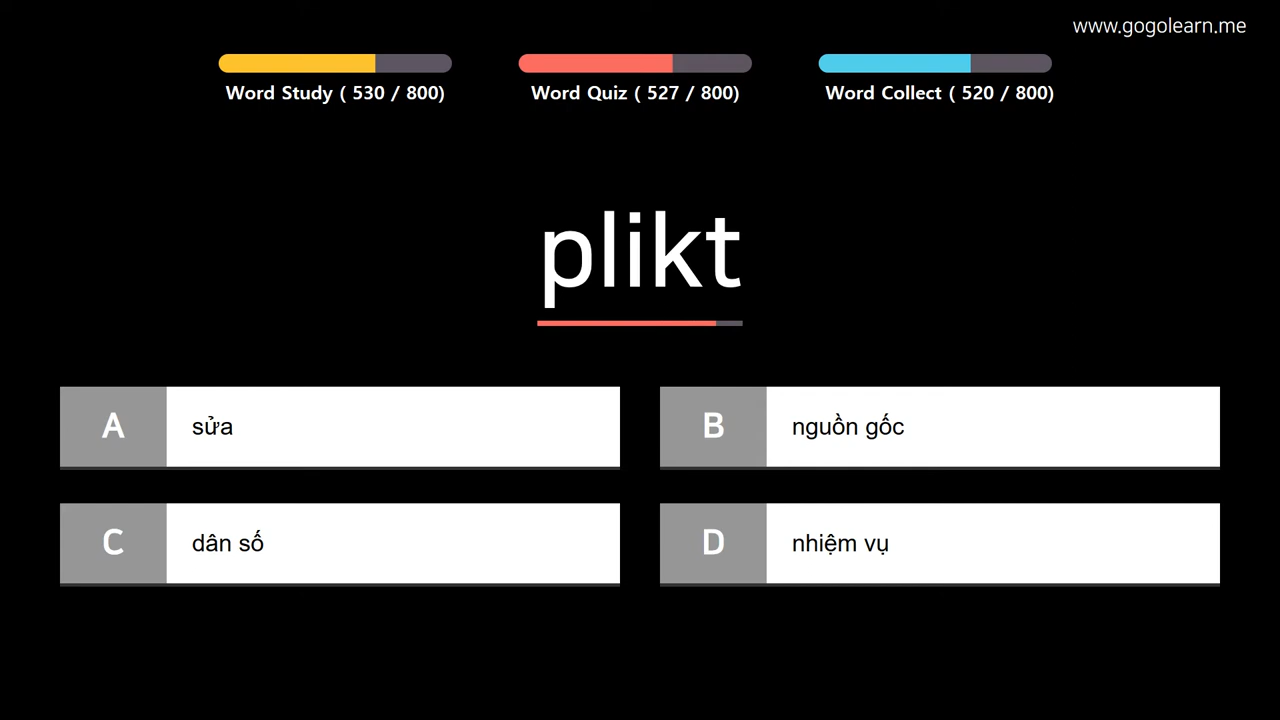 www.gogolearn.me
Word Study ( 530 / 800)
Word Quiz ( 527 / 800)
Word Collect ( 520 / 800)
plikt
A sửa
B nguồn gốc
C dân số
D nhiệm vụ